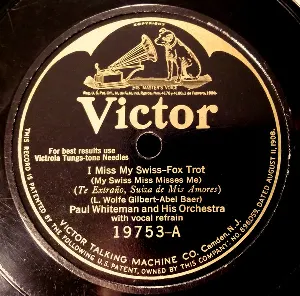 COPYRIGHT
"HIS MASTER'S VOICE"
Victor
For best results use
Victrola Tungs-tone Needles
I Miss My Swiss–Fox Trot
(My Swiss Miss Misses Me)
(Te Extraño, Suiza de Mis Amores)
(L. Wolfe Gilbert-Abel Baer)
Paul Whiteman and His Orchestra
with vocal refrain
19753-A
VICTOR TALKING MACHINE CO. Camden, N.J.
THIS RECORD IS PATENTED BY THE FOLLOWING U.S. PATENT, OWNED BY THIS COMPANY: No. 896059, DATED AUGUST 11, 1908.